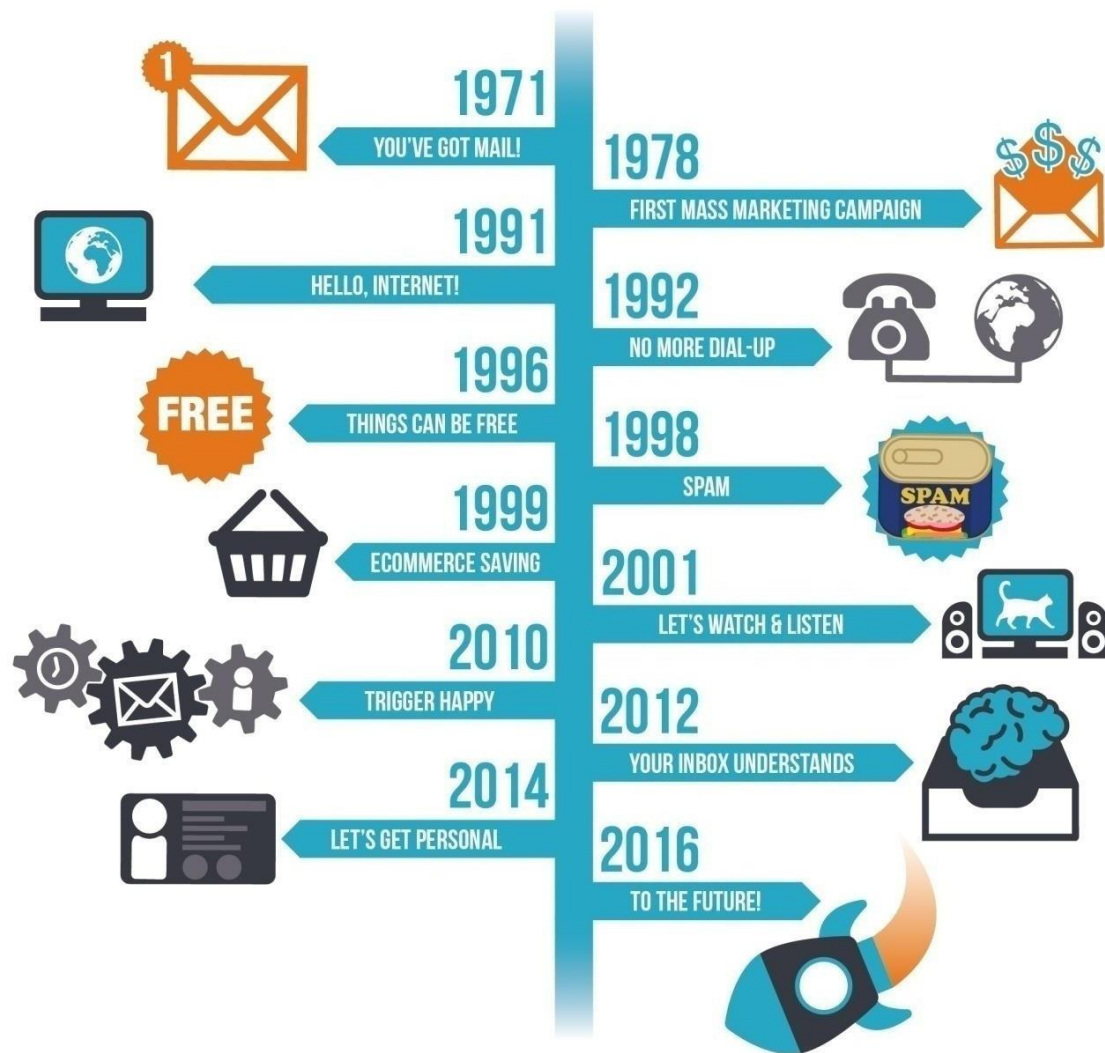 1
1971
YOU'VE GOT MAIL!
1978
$ $ $
FIRST MASS MARKETING CAMPAIGN
1991
HELLO, INTERNET!
1992
NO MORE DIAL-UP
1996
FREE
THINGS CAN BE FREE
1998
SPAM
SPAM
1999
ECOMMERCE SAVING
2001
LET'S WATCH & LISTEN
2010
TRIGGER HAPPY
2012
YOUR INBOX UNDERSTANDS
2014
LET'S GET PERSONAL
2016
TO THE FUTURE!